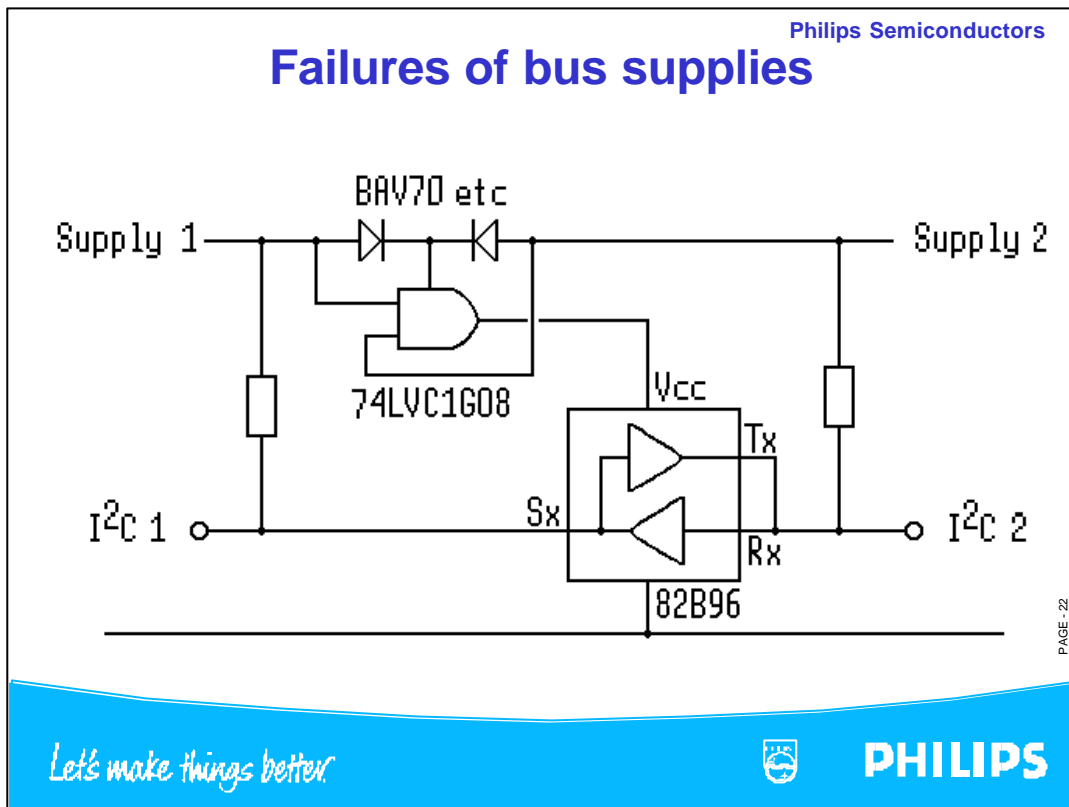 Philips Semiconductors
Failures of bus supplies
BAV70 etc
Supply 1
Supply 2
74LVC1G08
Vcc
Tx
Sx
I²C 1
I²C 2
Rx
82B96
PAGE - 22
Let's make things better.
PHILIPS